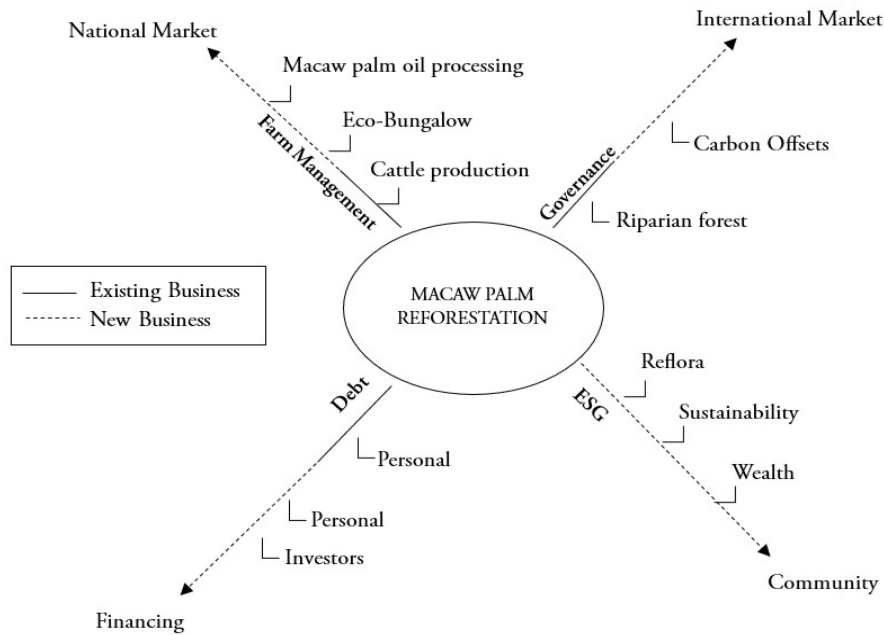 National Market
International Market
Macaw palm oil processing
Eco-Bungalow
Cattle production
Farm Management
Governance
Carbon Offsets
Riparian forest
Existing Business
New Business
MACAW PALM
REFORESTATION
Debt
Personal
Personal
Investors
Financing
ESG
Reflora
Sustainability
Wealth
Community